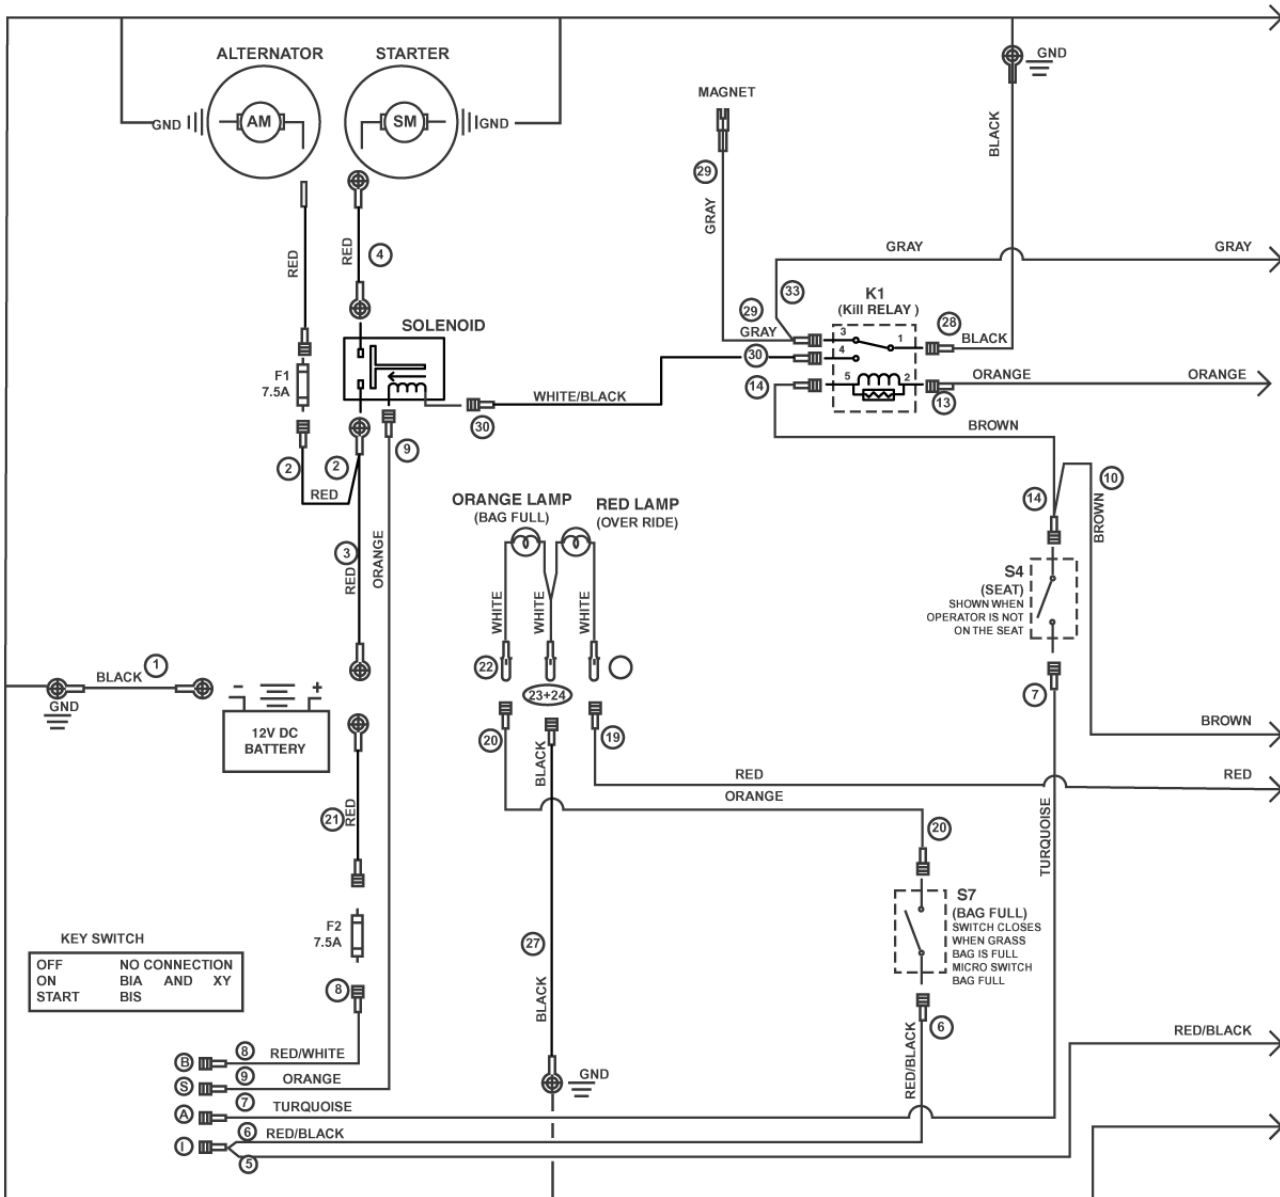 ALTERNATOR
STARTER
GND
AM
SM
GND
GND
MAGNET
29
GRAY
BLACK
RED
RED
4
GRAY
GRAY
33
K1
(Kill RELAY )
29
GRAY
3
1
28
BLACK
30
4
14
5
2
ORANGE
ORANGE
13
SOLENOID
F1
7.5A
WHITE/BLACK
30
9
BROWN
2
2
RED
14
10
BROWN
ORANGE LAMP
(BAG FULL)
RED LAMP
(OVER RIDE)
3
RED
ORANGE
S4
(SEAT)
SHOWN WHEN
OPERATOR IS NOT
ON THE SEAT
WHITE
WHITE
WHITE
1
BLACK
GND
- +
12V DC
BATTERY
22
23+24
20
19
BLACK
7
BROWN
RED
RED
ORANGE
21
RED
20
TURQUOISE
S7
(BAG FULL)
SWITCH CLOSES
WHEN GRASS
BAG IS FULL
MICRO SWITCH
BAG FULL
F2
7.5A
27
BLACK
KEY SWITCH
OFF NO CONNECTION
ON BIA AND XY
START BIS
8
6
RED/BLACK
RED/BLACK
B
8
RED/WHITE
S
9
ORANGE
GND
A
7
TURQUOISE
I
6
RED/BLACK
5